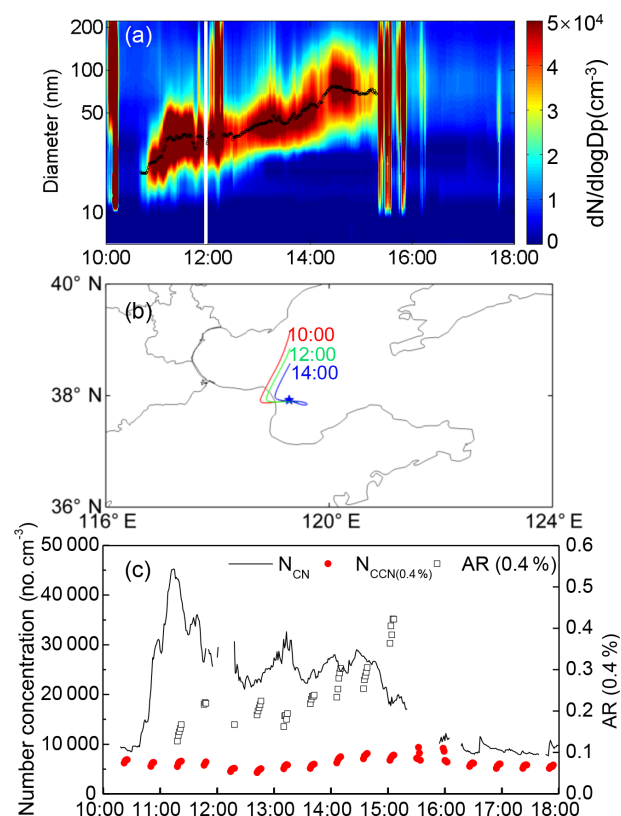 (a)
Diameter (nm)
200
100
50
10
10:00 12:00 14:00 16:00 18:00
5×10⁴
4
3
2
1
0
dN/dlogDp(cm⁻³)
(b)
40° N
38° N
36° N
116° E 120° E 124° E
10:00
12:00
14:00
(c)
N_CN N_CCN(0.4 %) AR (0.4 %)
Number concentration (no. cm⁻³)
50 000
40 000
30 000
20 000
10 000
0
0.6
0.5
0.4
0.3
0.2
0.1
0.0
AR (0.4 %)
10:00 11:00 12:00 13:00 14:00 15:00 16:00 17:00 18:00